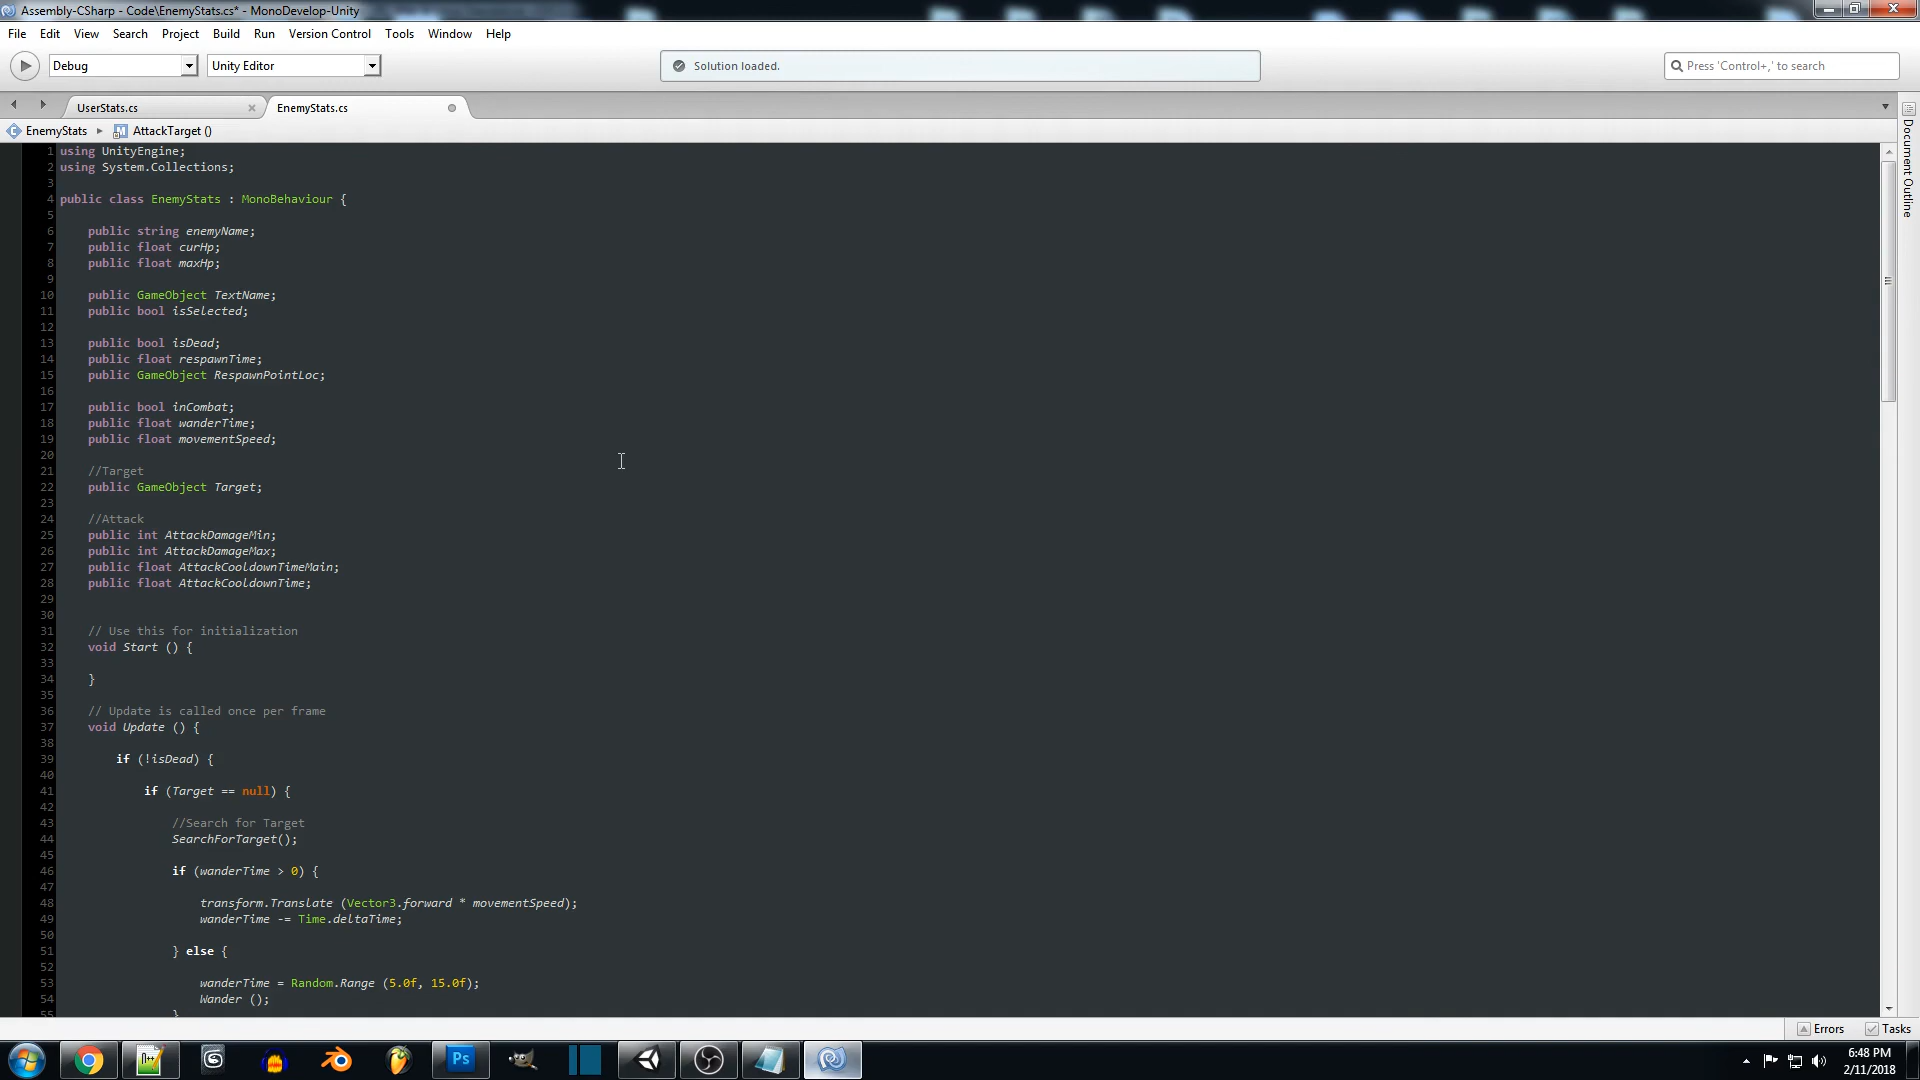 Assembly-CSharp - Code\EnemyStats.cs* - MonoDevelop-Unity
File Edit View Search Project Build Run Version Control Tools Window Help
Debug Unity Editor Solution loaded. Press 'Control+,' to search
UserStats.cs EnemyStats.cs
EnemyStats AttackTarget ()
Document Outline
1 using UnityEngine;
2 using System.Collections;
3
4 public class EnemyStats : MonoBehaviour {
5
6 public string enemyName;
7 public float curHp;
8 public float maxHp;
9
10 public GameObject TextName;
11 public bool isSelected;
12
13 public bool isDead;
14 public float respawnTime;
15 public GameObject RespawnPointLoc;
16
17 public bool inCombat;
18 public float wanderTime;
19 public float movementSpeed;
20
21 //Target
22 public GameObject Target;
23
24 //Attack
25 public int AttackDamageMin;
26 public int AttackDamageMax;
27 public float AttackCooldownTimeMain;
28 public float AttackCooldownTime;
29
30
31 // Use this for initialization
32 void Start () {
33
34 }
35
36 // Update is called once per frame
37 void Update () {
38
39 if (!isDead) {
40
41 if (Target == null) {
42
43 //Search for Target
44 SearchForTarget();
45
46 if (wanderTime > 0) {
47
48 transform.Translate (Vector3.forward * movementSpeed);
49 wanderTime -= Time.deltaTime;
50
51 } else {
52
53 wanderTime = Random.Range (5.0f, 15.0f);
54 Wander ();
55 }
Errors Tasks
Ps
6:48 PM
2/11/2018